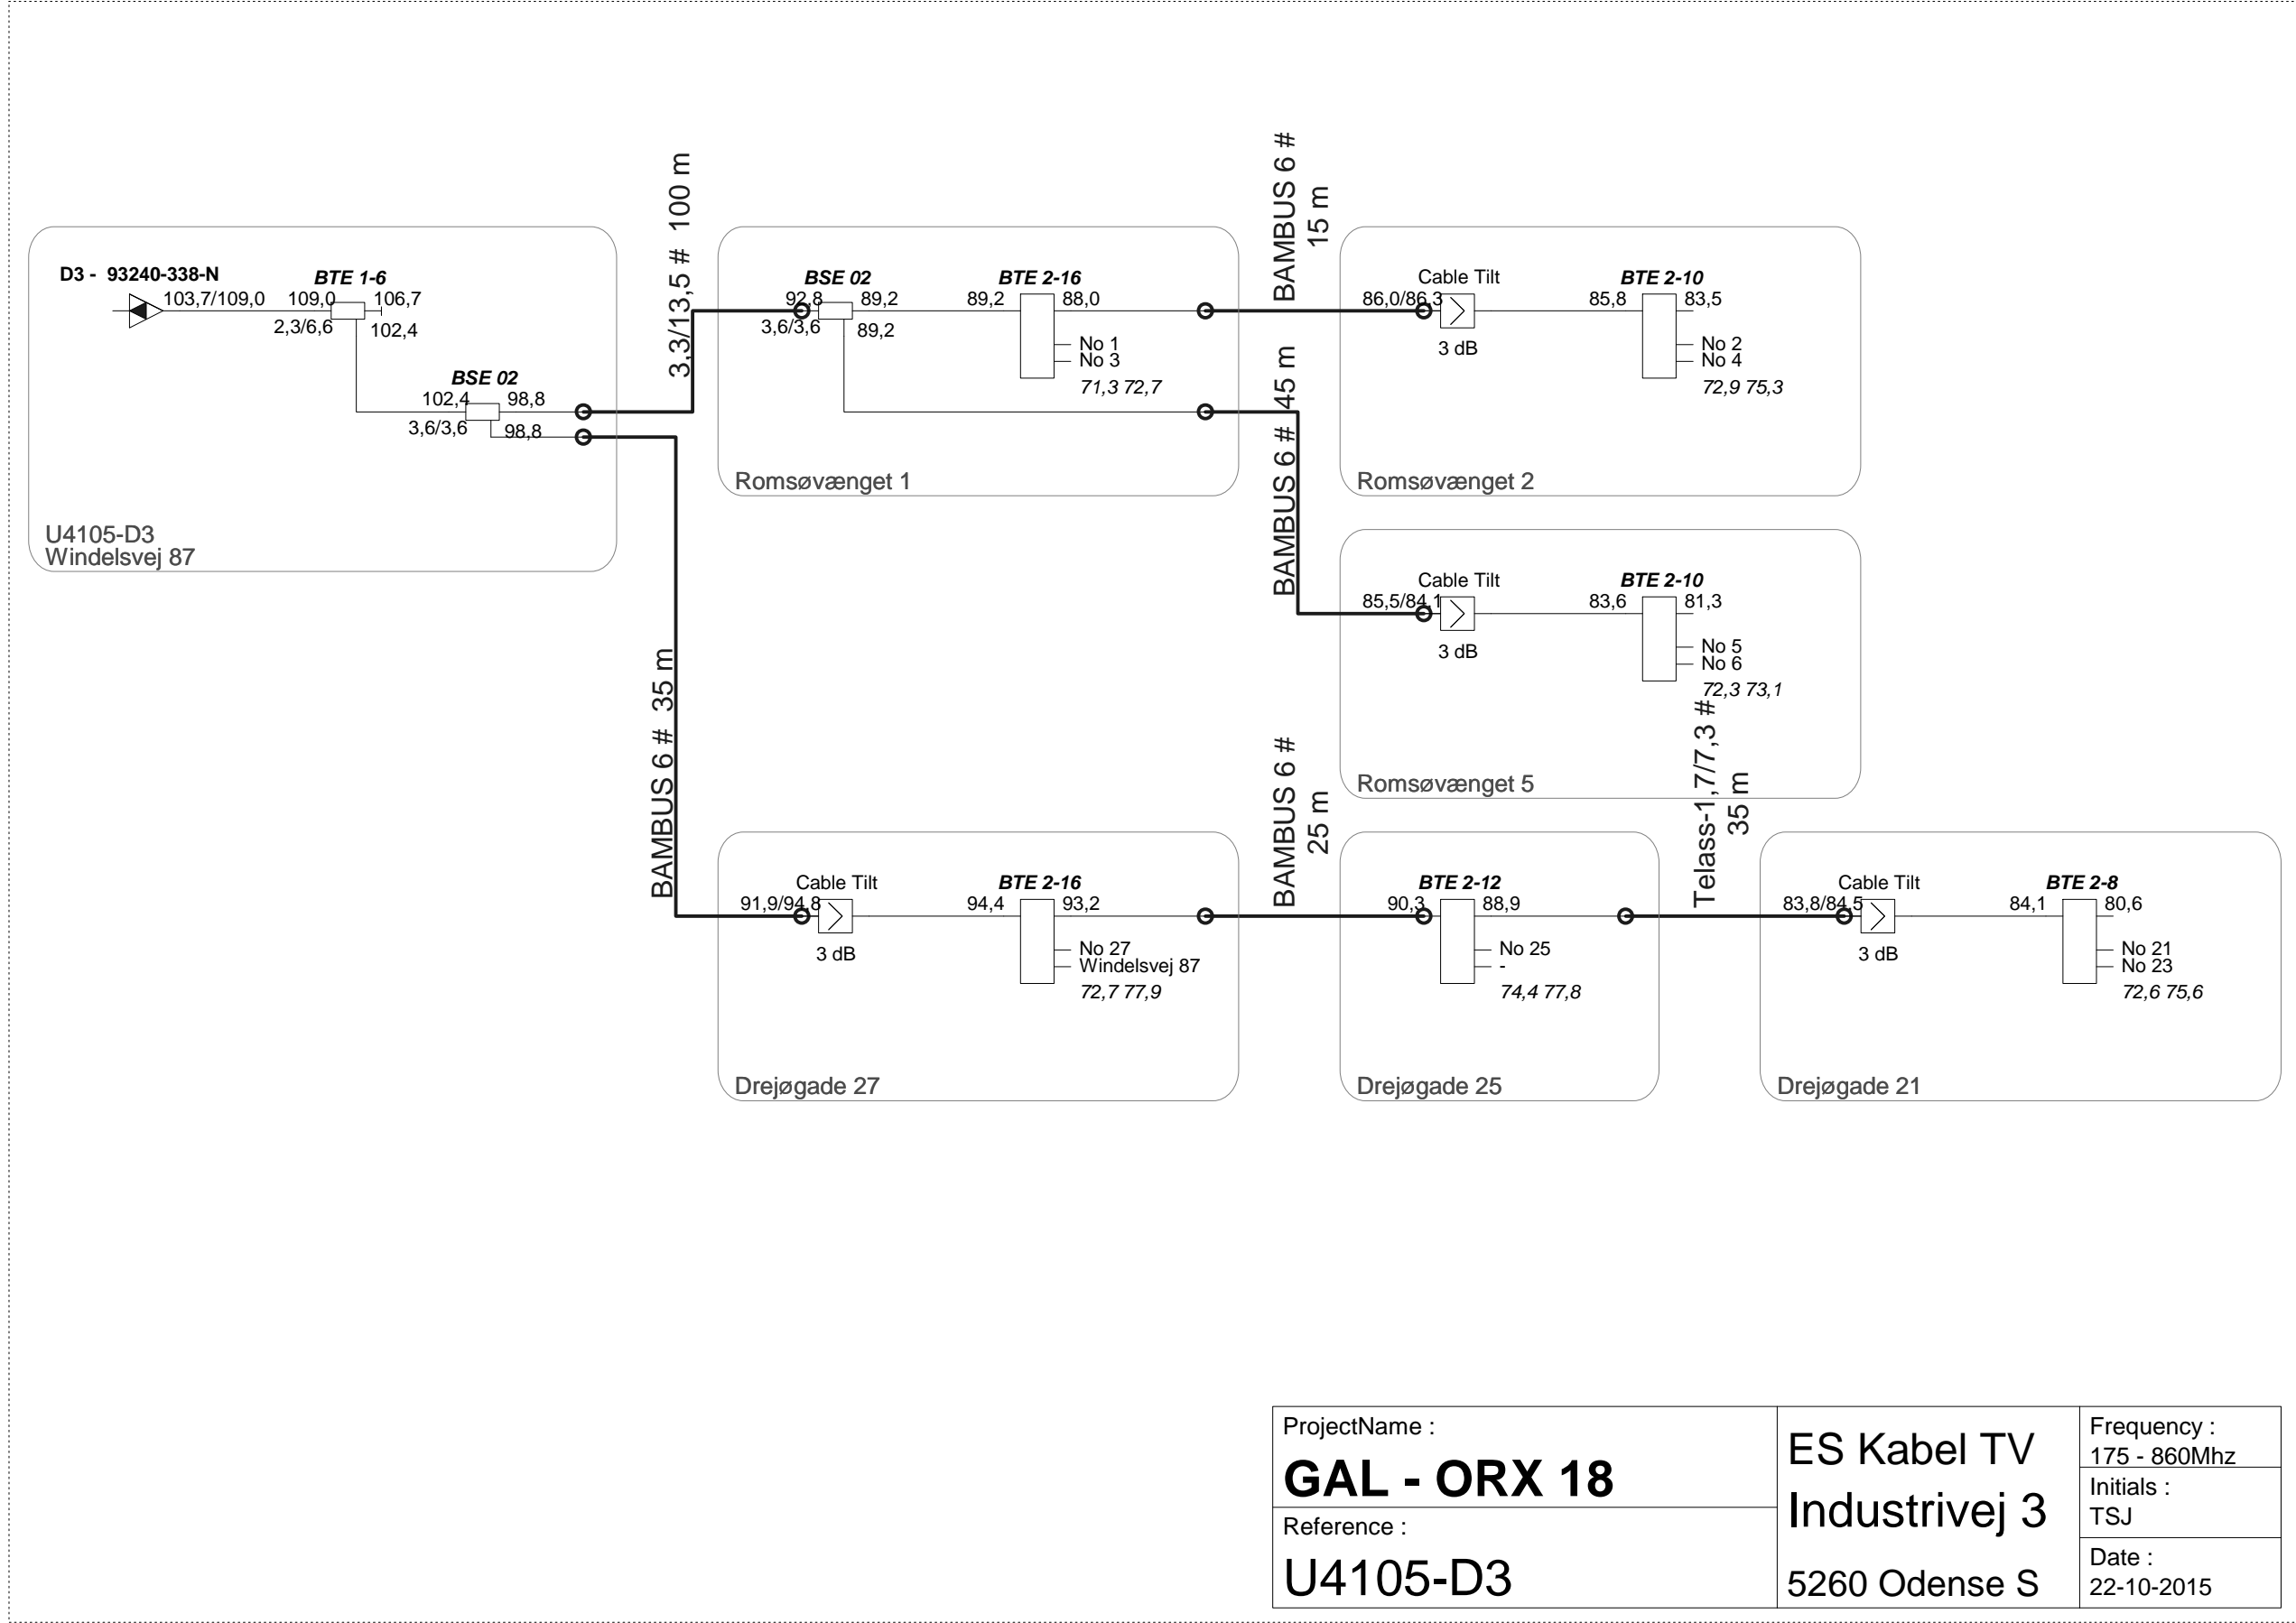 D3 -  93240-338-N
103,7/109,0
BTE 1-6
109,0
106,7
2,3/6,6
102,4
BSE 02
102,4
98,8
3,6/3,6
98,8
U4105-D3
Windelsvej 87
3,3/13,5 #  100 m
BSE 02
92,8
89,2
3,6/3,6
89,2
BTE 2-16
89,2
88,0
No 1
No 3
71,3 72,7
Romsøvænget 1
BAMBUS 6 #
15 m
Cable Tilt
86,0/86,3
3 dB
BTE 2-10
85,8
83,5
No 2
No 4
72,9 75,3
Romsøvænget 2
BAMBUS 6 #  45 m
Cable Tilt
85,5/84,1
3 dB
BTE 2-10
83,6
81,3
No 5
No 6
72,3 73,1
Romsøvænget 5
BAMBUS 6 #  35 m
Cable Tilt
91,9/94,8
3 dB
BTE 2-16
94,4
93,2
No 27
Windelsvej 87
72,7 77,9
Drejøgade 27
BAMBUS 6 #
25 m
BTE 2-12
90,3
88,9
No 25
-
74,4 77,8
Drejøgade 25
Telass-1,7/7,3 #
35 m
Cable Tilt
83,8/84,5
3 dB
BTE 2-8
84,1
80,6
No 21
No 23
72,6 75,6
Drejøgade 21
ProjectName :
GAL - ORX 18
Reference :
U4105-D3
ES Kabel TV
Industrivej 3
5260 Odense S
Frequency :
175 - 860Mhz
Initials :
TSJ
Date :
22-10-2015